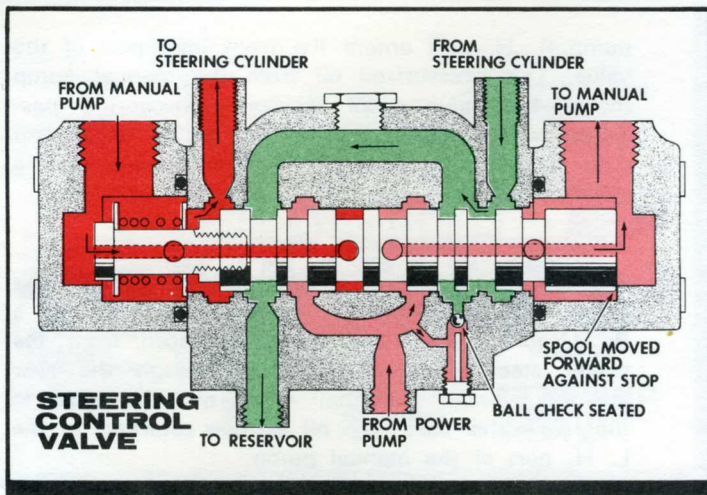 TO
STEERING CYLINDER
FROM
STEERING CYLINDER
FROM MANUAL
PUMP
TO MANUAL
PUMP
SPOOL MOVED
FORWARD
AGAINST STOP
BALL CHECK SEATED
FROM POWER
PUMP
TO RESERVOIR
STEERING
CONTROL
VALVE